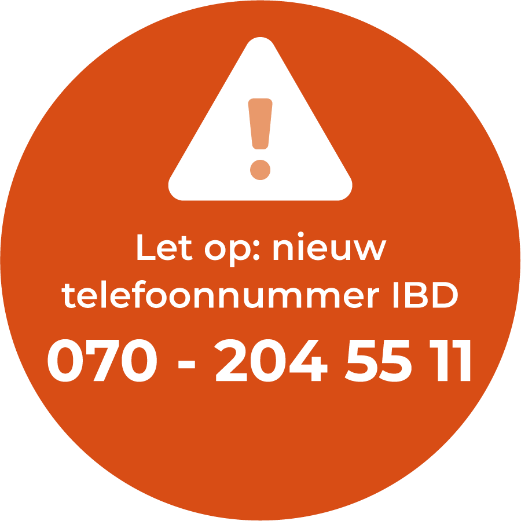 Let op: nieuw
telefoonnummer IBD
070 - 204 55 11